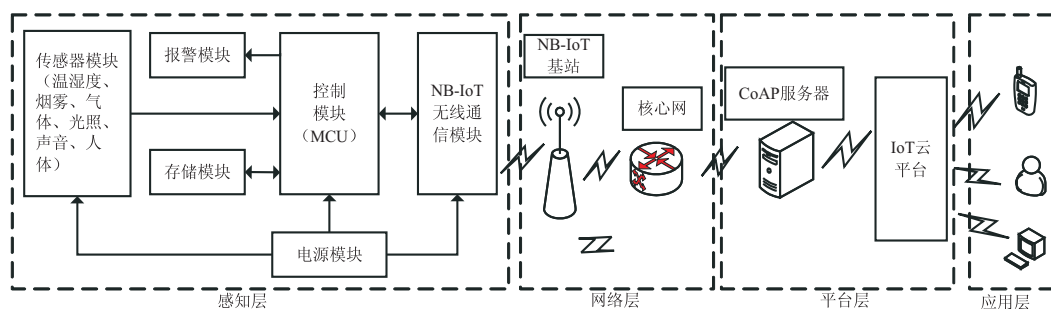 传感器模块
（温湿度、
烟雾、气
体、光照、
声音、人
体）
报警模块
存储模块
控制
模块
（MCU）
NB-IoT
无线通
信模块
电源模块
感知层
NB-IoT
基站
核心网
网络层
CoAP服务器
IoT云
平台
平台层
应用层